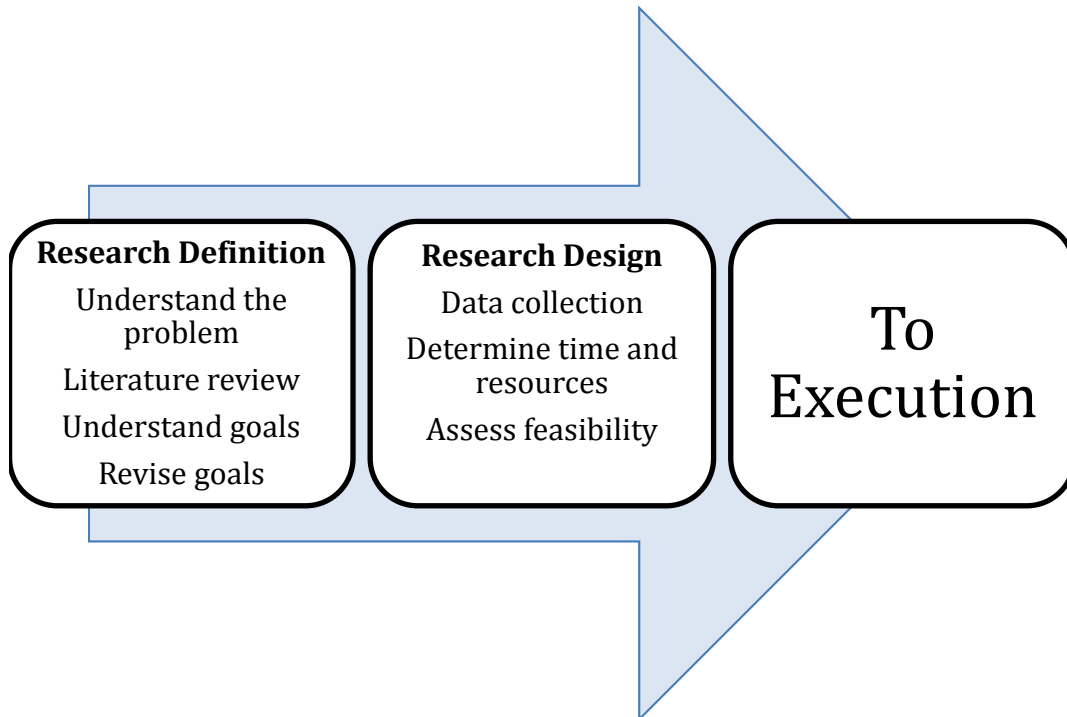 Research Definition
Understand the
problem
Literature review
Understand goals
Revise goals
Research Design
Data collection
Determine time and
resources
Assess feasibility
To
Execution